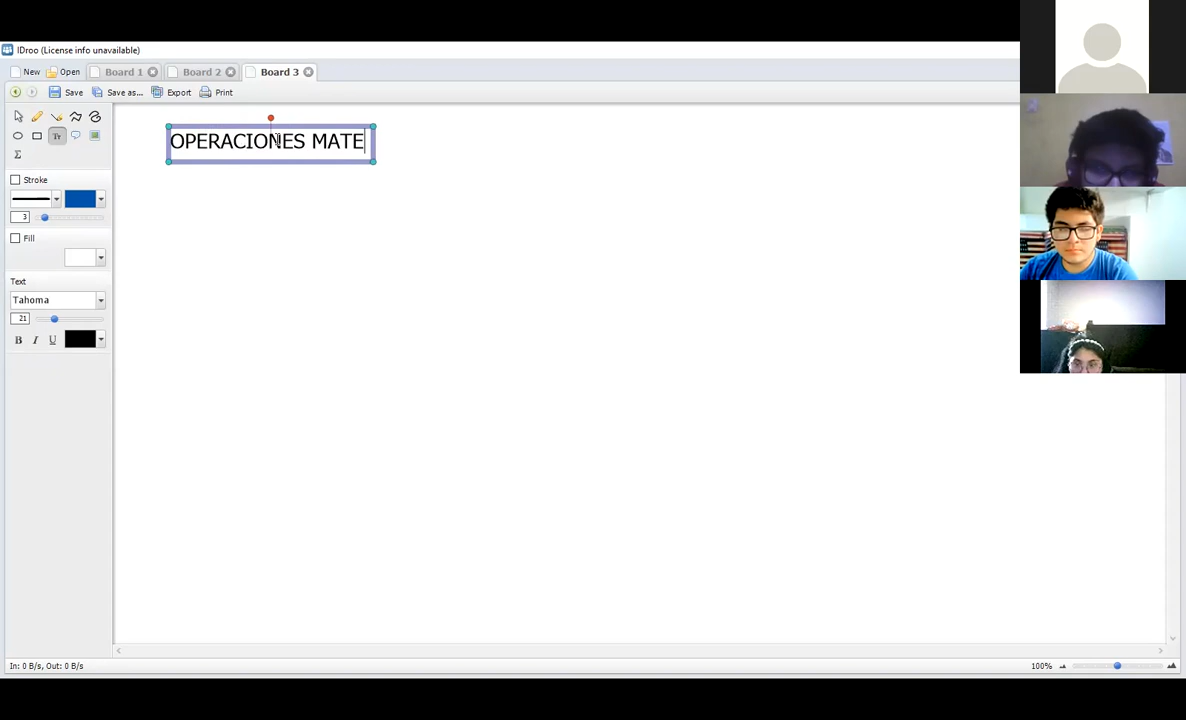 IDroo (License info unavailable)
New Open Board 1 Board 2 Board 3
Save Save as... Export Print
OPERACIONES MATE
Tт
Σ
Stroke
3
Fill
Text
Tahoma
21
B I U
In: 0 B/s, Out: 0 B/s 100%